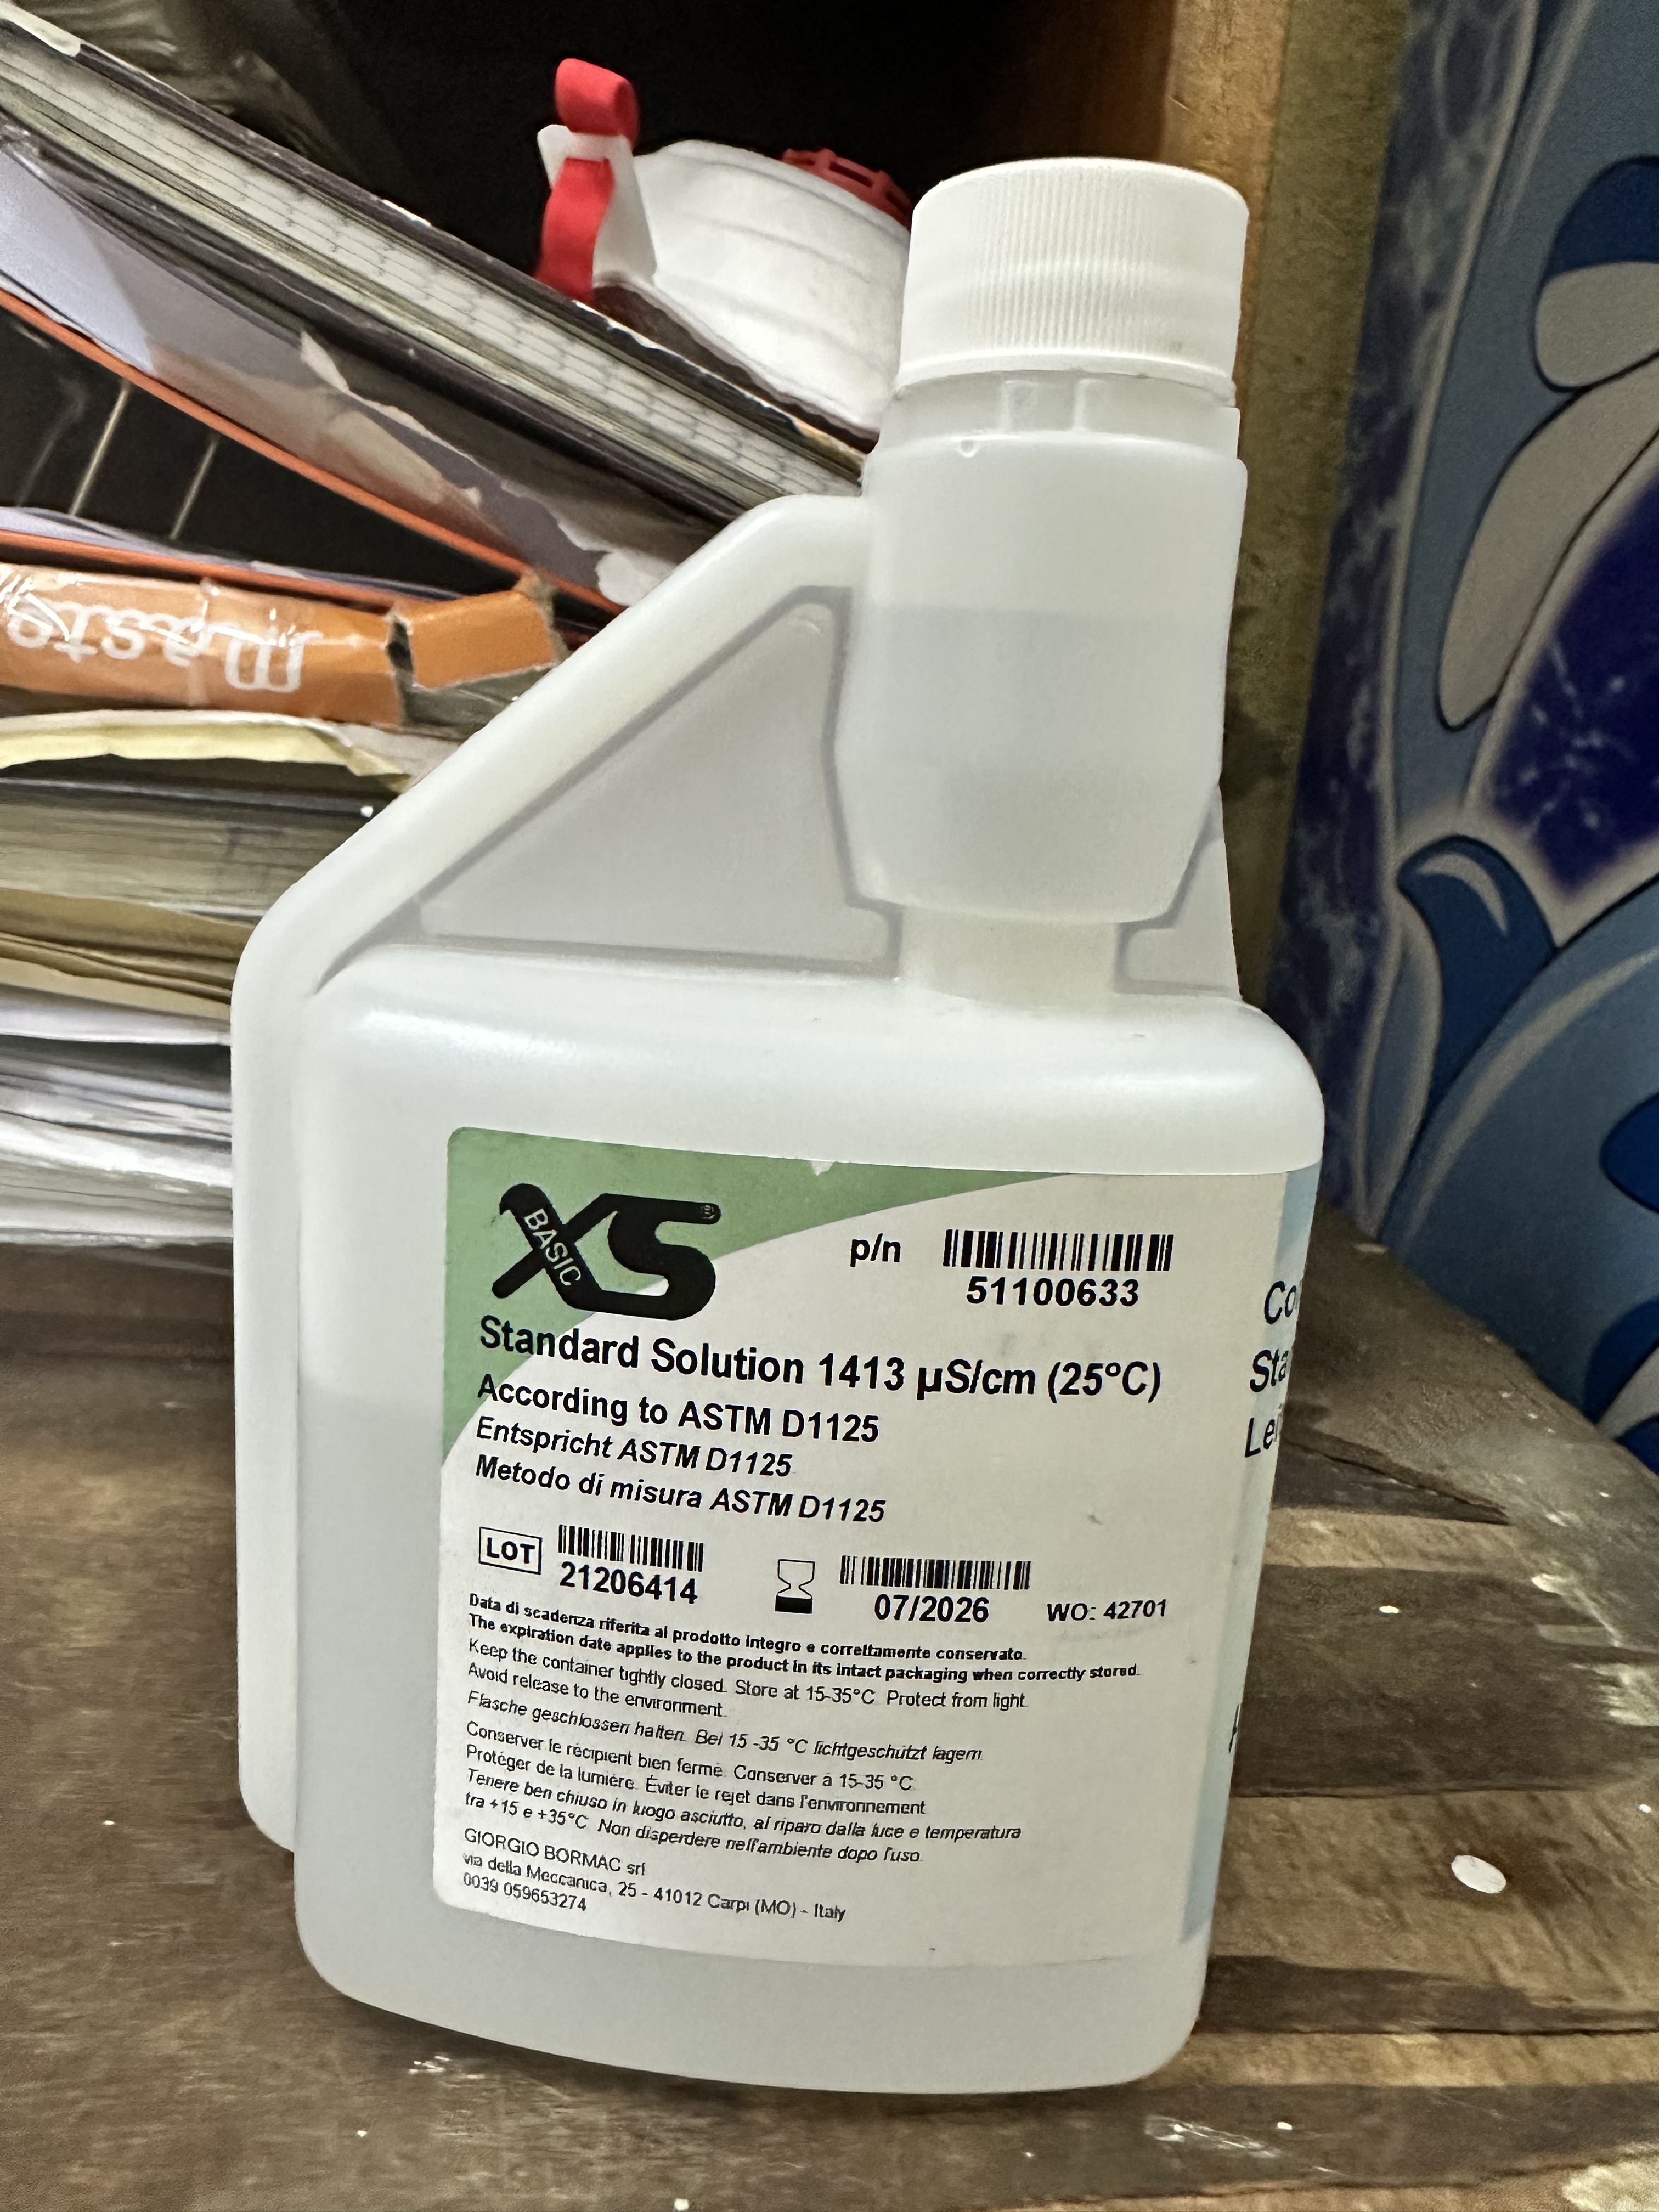 Maste
XS
BASIC
p/n
51100633
Standard Solution 1413 µS/cm (25°C)
According to ASTM D1125
Entspricht ASTM D1125
Metodo di misura ASTM D1125
LOT
21206414
07/2026
WO: 42701
Data di scadenza riferita al prodotto integro e correttamente conservato.
The expiration date applies to the product in its intact packaging when correctly stored.
Keep the container tightly closed. Store at 15-35°C. Protect from light.
Avoid release to the environment.
Flasche geschlossen halten. Bei 15 -35 °C lichtgeschützt lagern.
Conserver le récipient bien fermé. Conserver à 15-35 °C.
Protéger de la lumière. Éviter le rejet dans l'environnement
Tenere ben chiuso in luogo asciutto, al riparo dalla luce e temperatura
tra +15 e +35°C. Non disperdere nell'ambiente dopo l'uso.
GIORGIO BORMAC srl
via della Meccanica, 25 - 41012 Carpi (MO) - Italy
0039 059653274